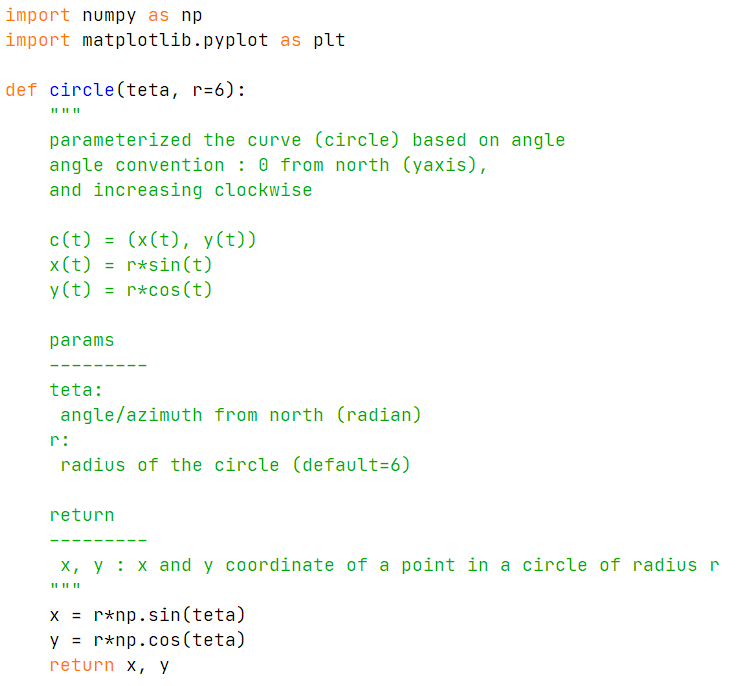 import numpy as np
import matplotlib.pyplot as plt

def circle(teta, r=6):
    """
    parameterized the curve (circle) based on angle
    angle convention : 0 from north (yaxis),
    and increasing clockwise

    c(t) = (x(t), y(t))
    x(t) = r*sin(t)
    y(t) = r*cos(t)

    params
    ---------
    teta:
     angle/azimuth from north (radian)
    r:
     radius of the circle (default=6)

    return
    ---------
     x, y : x and y coordinate of a point in a circle of radius r
    """
    x = r*np.sin(teta)
    y = r*np.cos(teta)
    return x, y